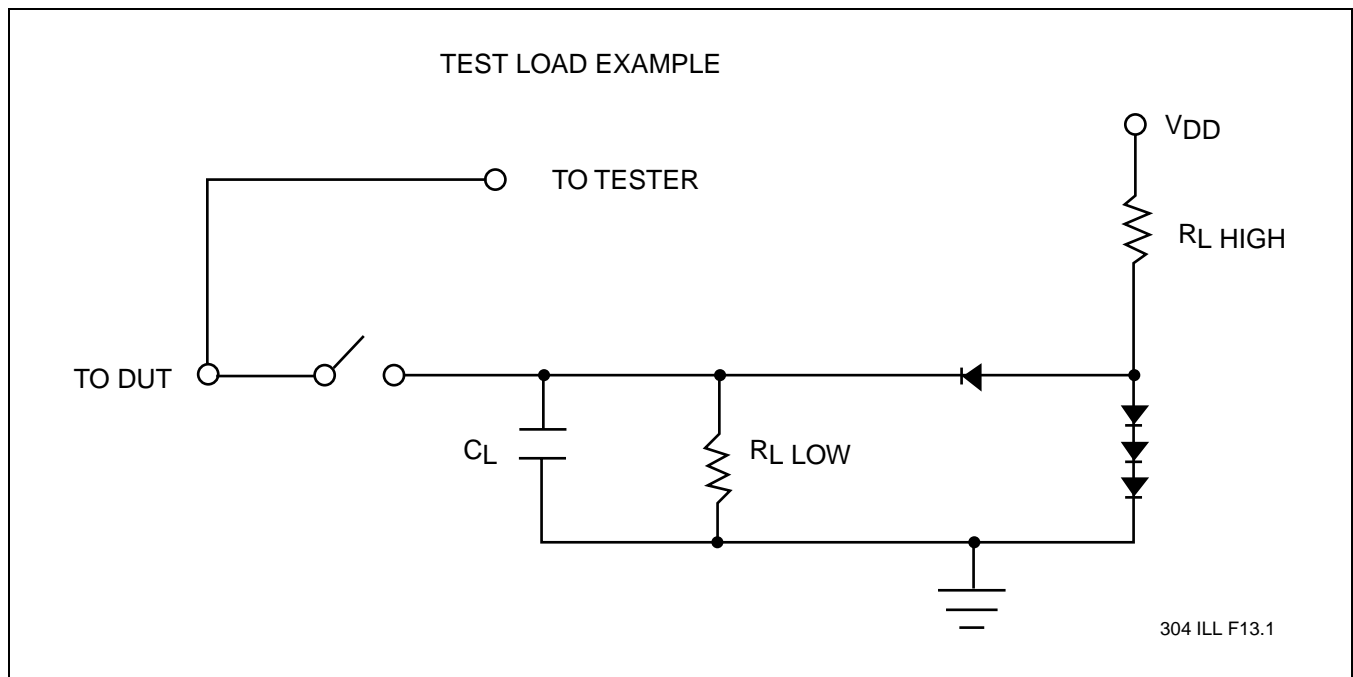 TEST LOAD EXAMPLE
VDD
TO TESTER
RL HIGH
TO DUT
CL
RL LOW
304 ILL F13.1